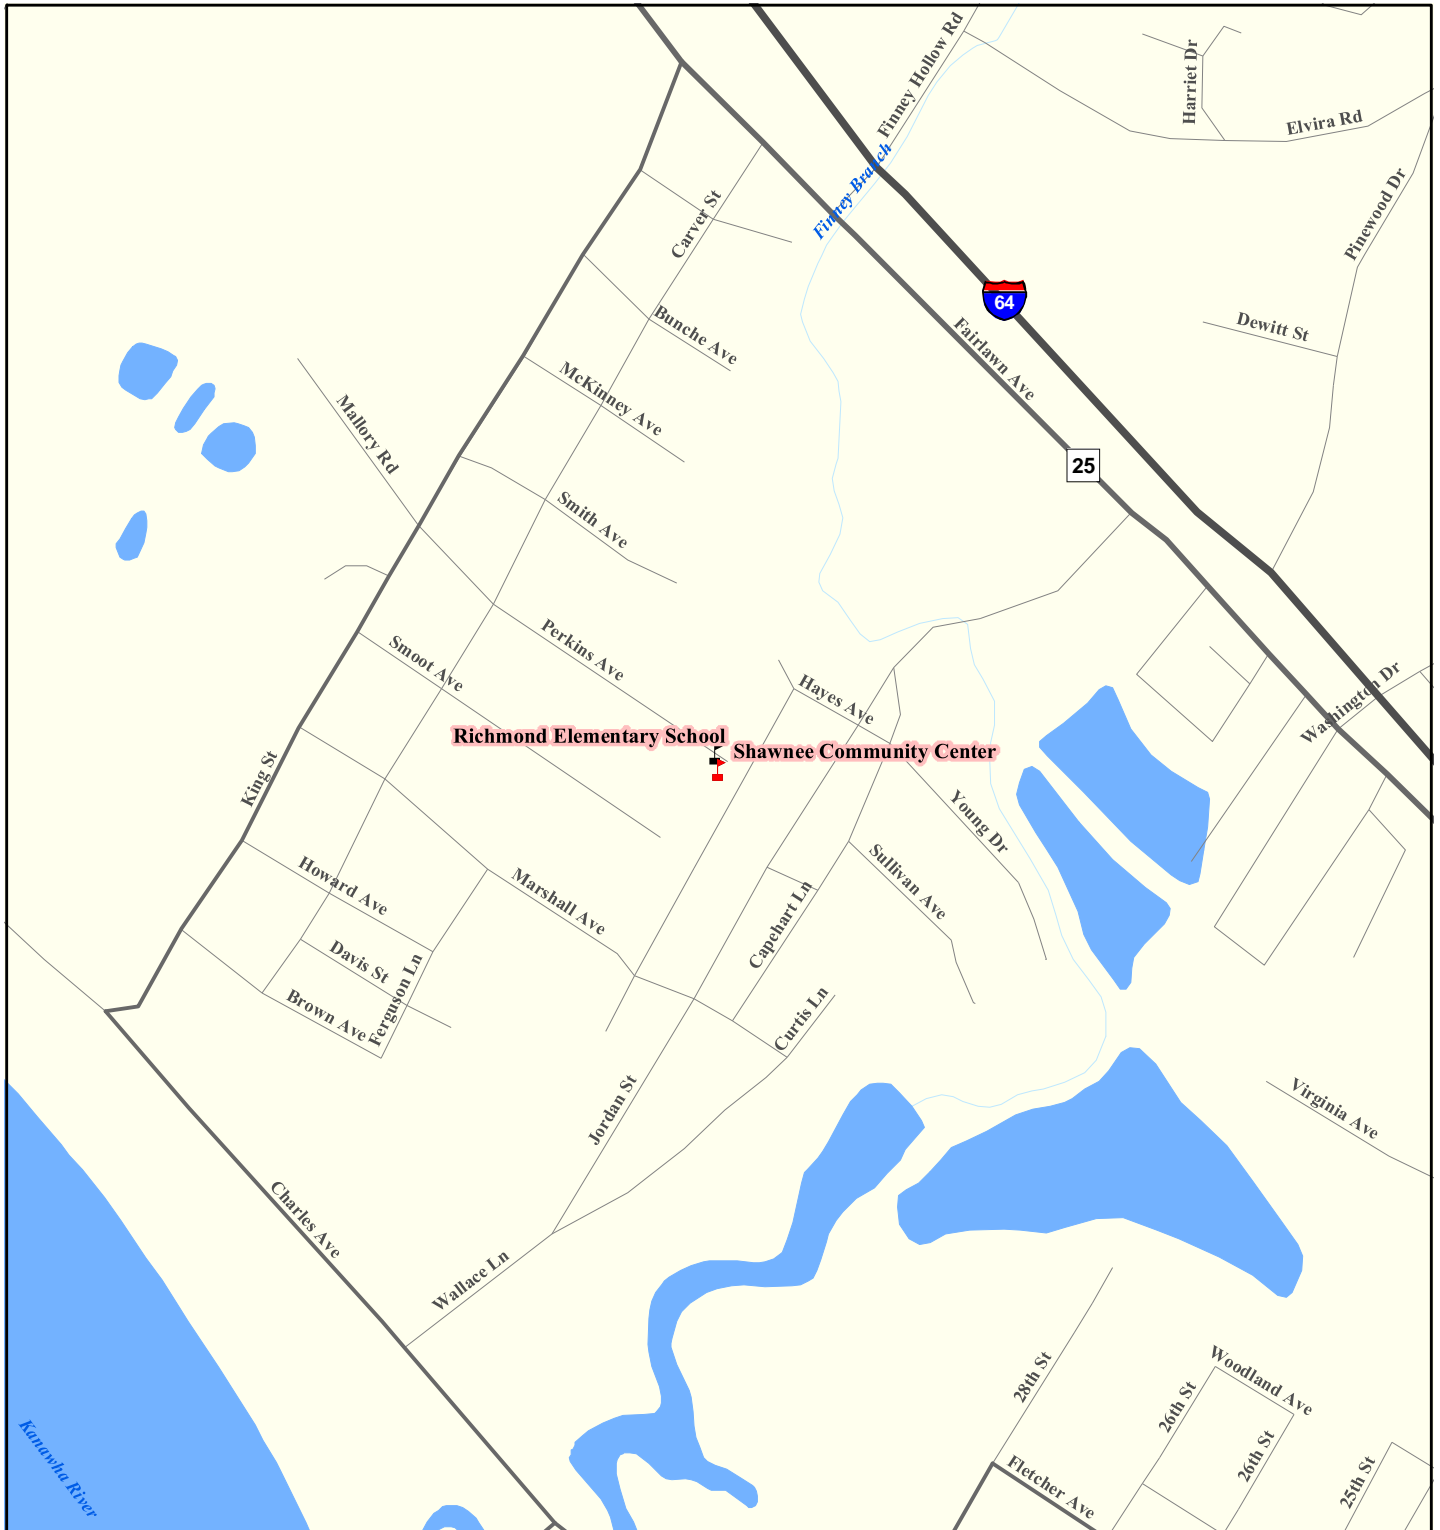 Finney Hollow Rd
Harriet Dr
Elvira Rd
Finney Branch
Carver St
Pinewood Dr
64
Dewitt St
Bunche Ave
Fairlawn Ave
McKinney Ave
Mallory Rd
25
Smith Ave
Perkins Ave
Smoot Ave
Hayes Ave
Washington Dr
Richmond Elementary School
Shawnee Community Center
King St
Young Dr
Sullivan Ave
Howard Ave
Marshall Ave
Capehart Ln
Davis St
Ferguson Ln
Brown Ave
Curtis Ln
Jordan St
Virginia Ave
Charles Ave
Wallace Ln
28th St
Woodland Ave
26th St
26th St
Kanawha River
Fletcher Ave
25th St